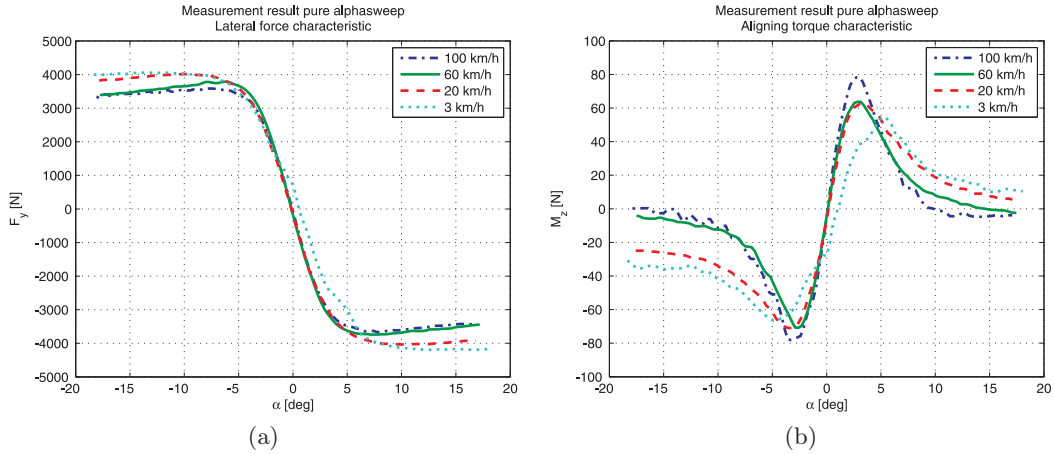 Measurement result pure alphasweep
Lateral force characteristic
5000
4000
3000
2000
1000
0
-1000
-2000
-3000
4000
5000
F_y [N]
-20
-15
-10
-5
0
5
10
15
20
α [deg]
100 km/h
60 km/h
20 km/h
3 km/h
(a)
Measurement result pure alphasweep
Aligning torque characteristic
100
80
60
40
20
0
-20
-40
-60
-80
-100
M_z [N]
-20
-15
-10
-5
0
5
10
15
20
α [deg]
100 km/h
60 km/h
20 km/h
3 km/h
(b)